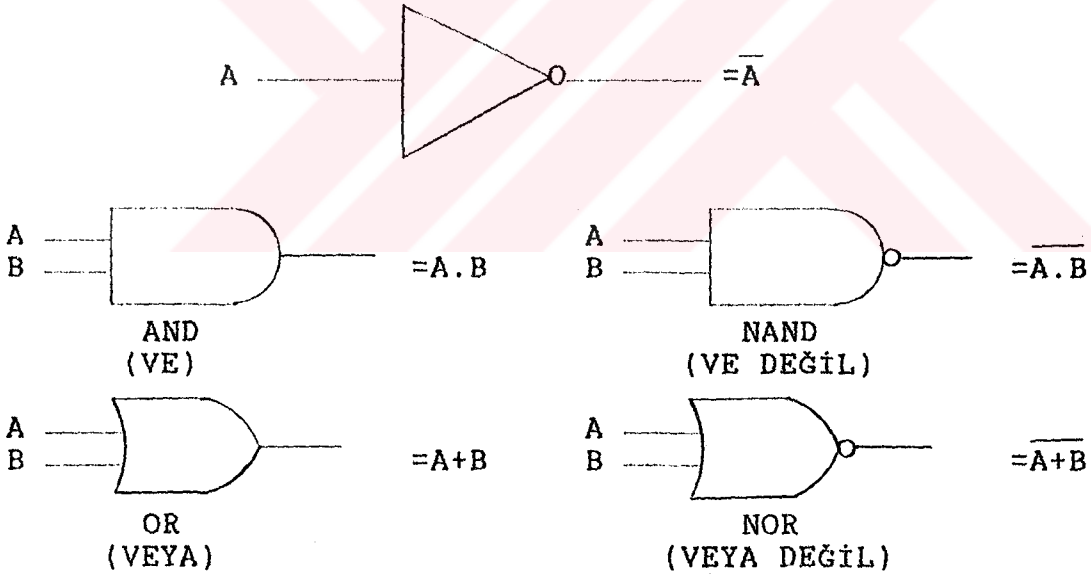 A =A̅
A
B =A.B
AND
(VE)
A
B =A̅.̅B̅
NAND
(VE DEĞİL)
A
B =A+B
OR
(VEYA)
A
B =A̅+̅B̅
NOR
(VEYA DEĞİL)